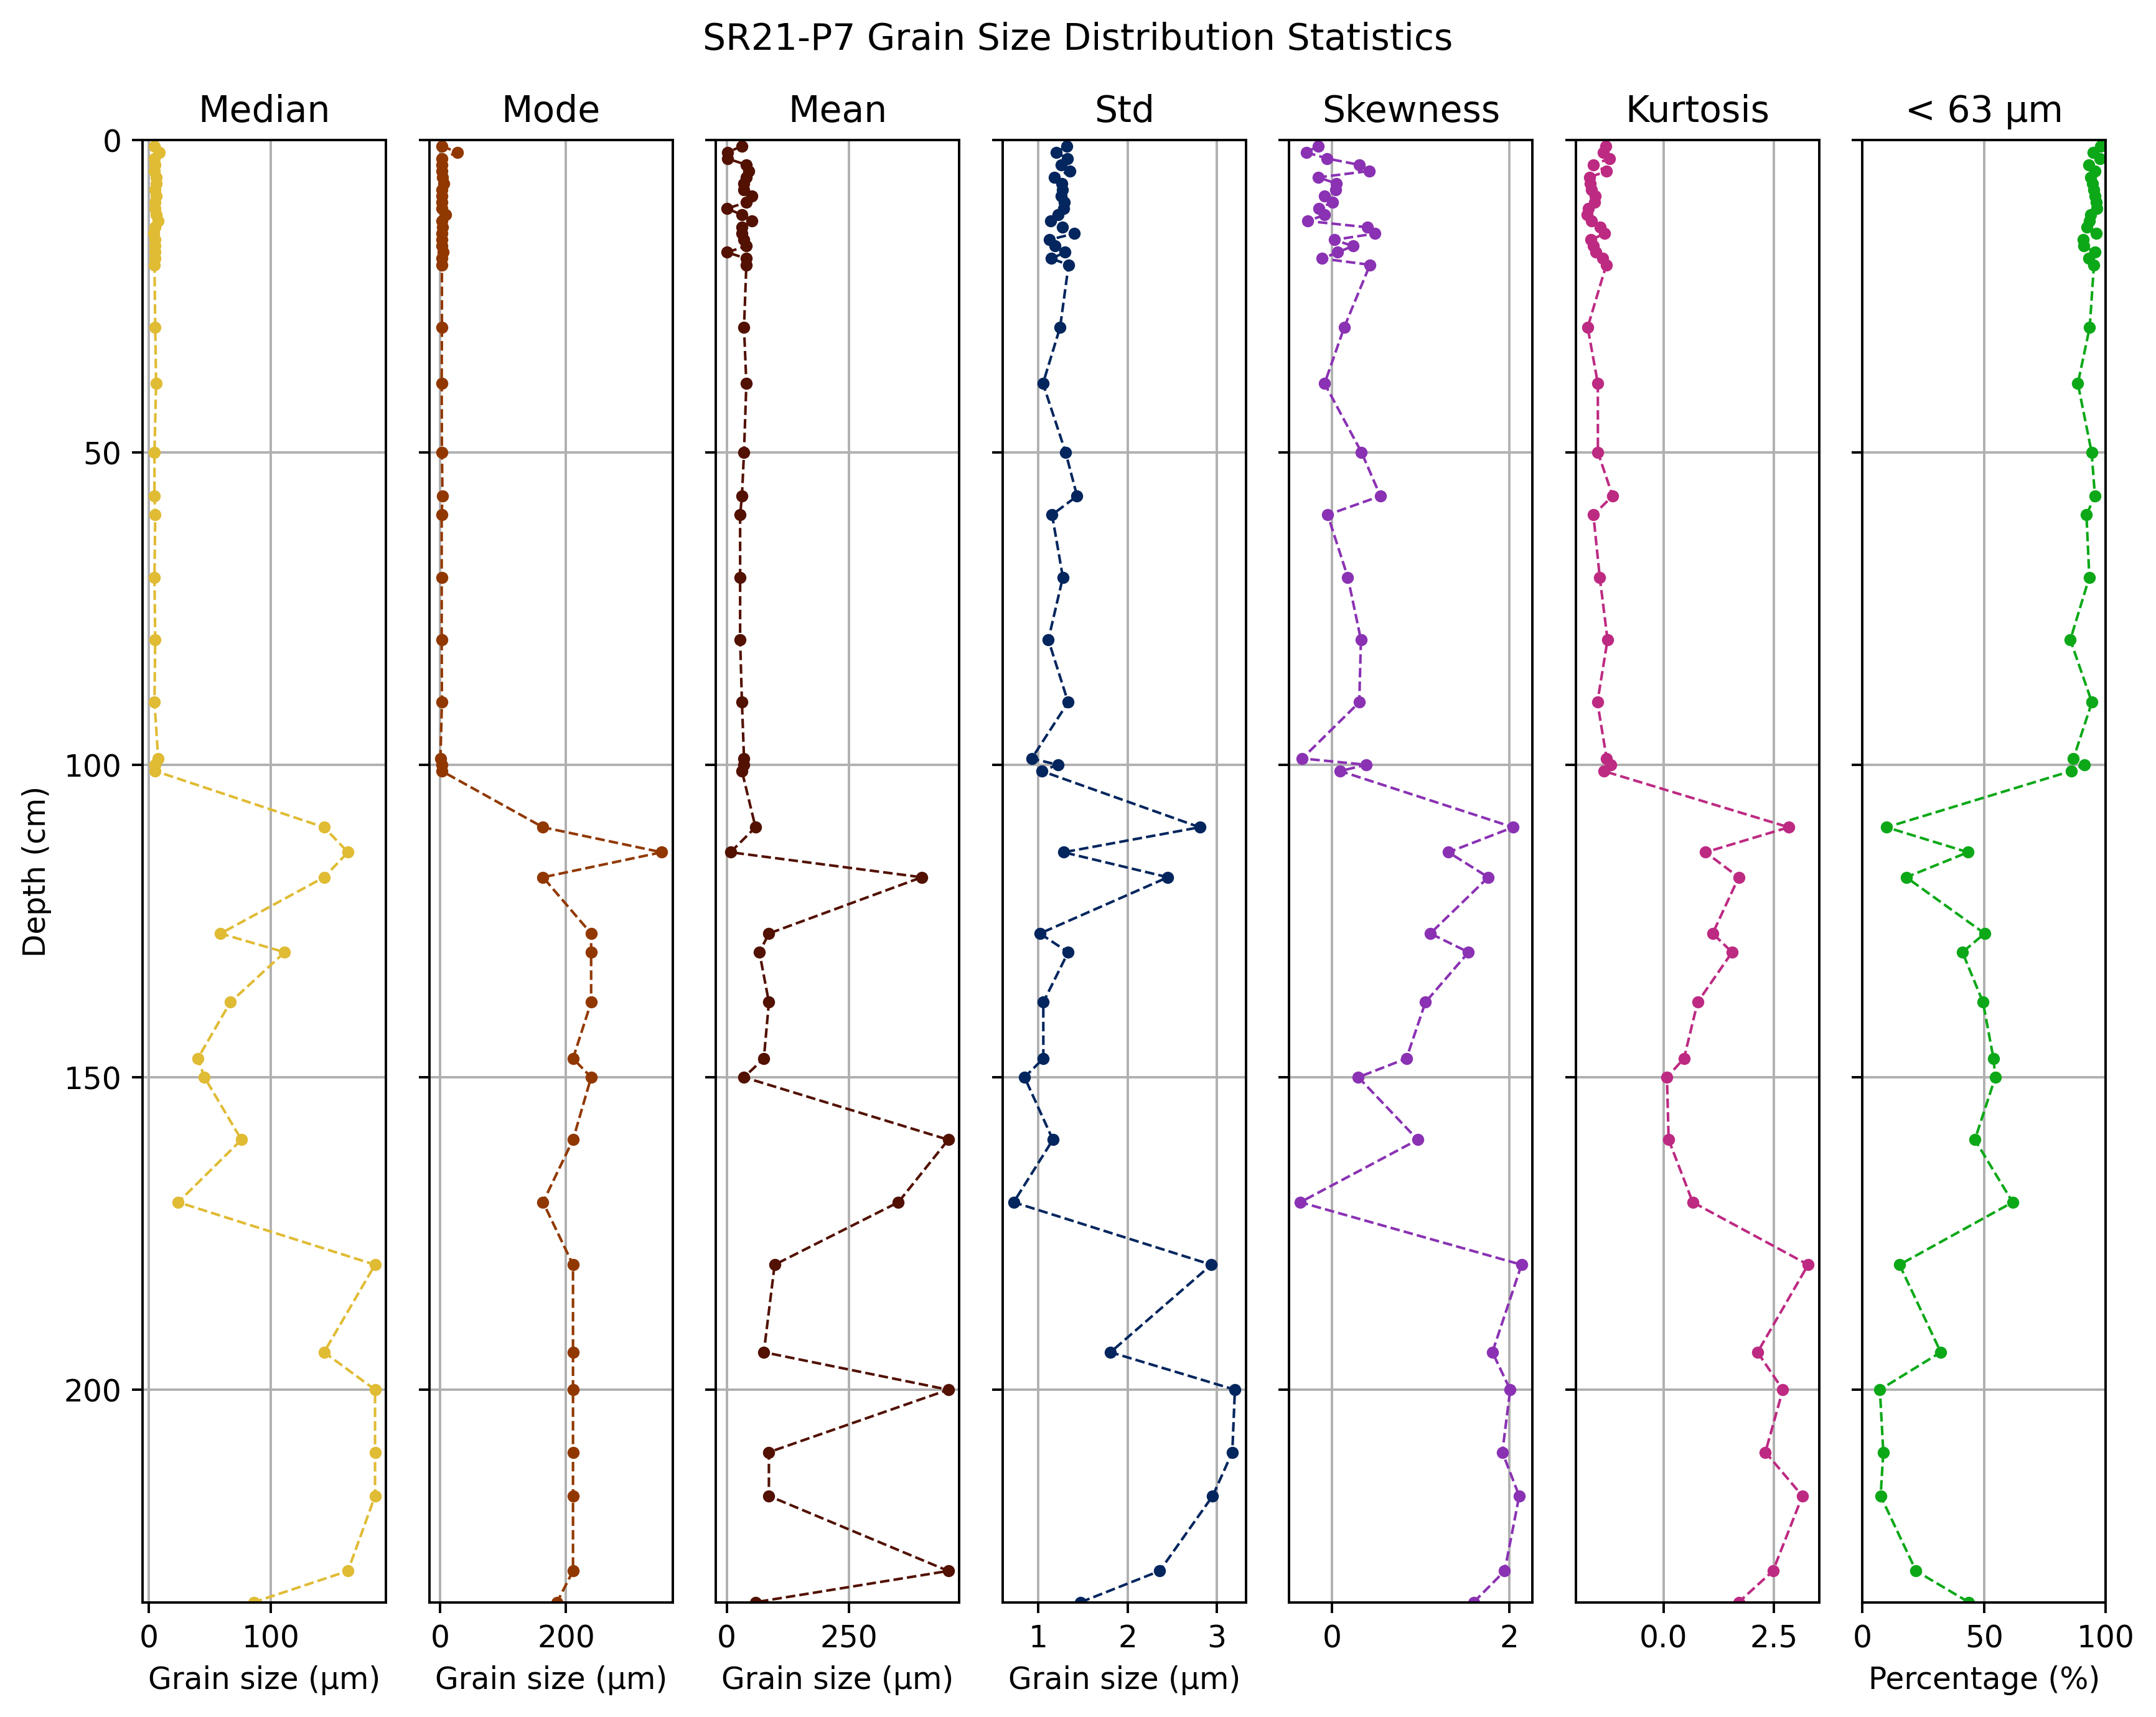 SR21-P7 Grain Size Distribution Statistics
Median Mode Mean Std Skewness Kurtosis < 63 µm
0
50
100
150
200
Depth (cm)
0 100 0 200 0 250 1 2 3 0 2 0.0 2.5 0 50 100
Grain size (µm) Grain size (µm) Grain size (µm) Grain size (µm) Percentage (%)